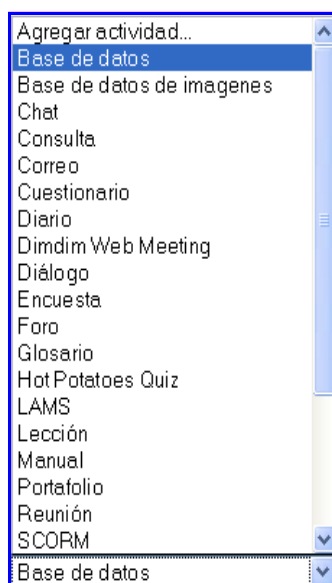 Agregar actividad...
Base de datos
Base de datos de imagenes
Chat
Consulta
Correo
Cuestionario
Diario
Dimdim Web Meeting
Diálogo
Encuesta
Foro
Glosario
Hot Potatoes Quiz
LAMS
Lección
Manual
Portafolio
Reunión
SCORM
Base de datos